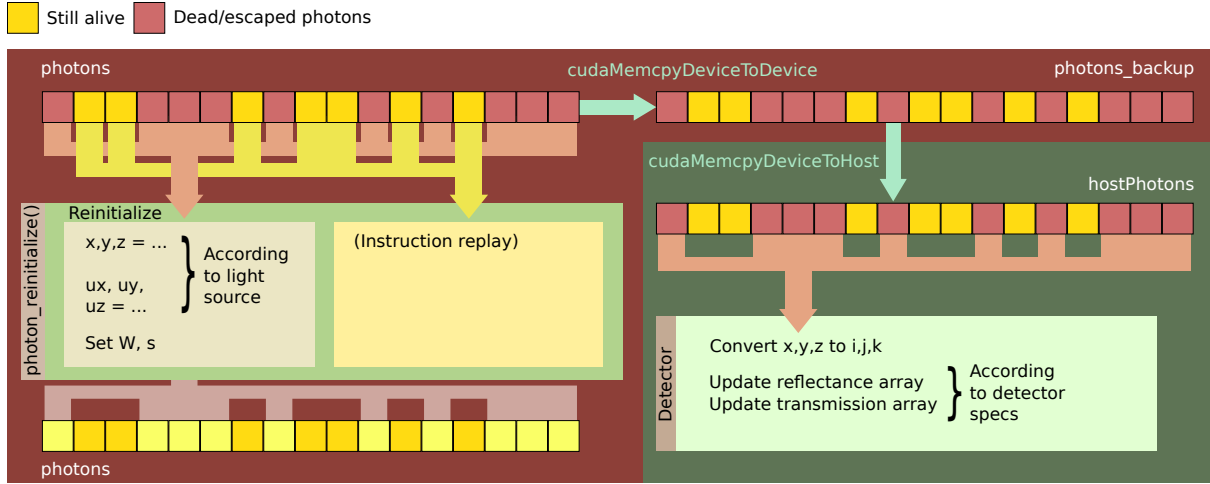 Still alive
Dead/escaped photons
photons
cudaMemcpyDeviceToDevice
photons_backup
cudaMemcpyDeviceToHost
hostPhotons
photon_reinitialize()
Reinitialize
x,y,z = ...
ux, uy,
uz = ...
According
to light
source
Set W, s
(Instruction replay)
photons
Detector
Convert x,y,z to i,j,k
Update reflectance array
Update transmission array
According
to detector
specs